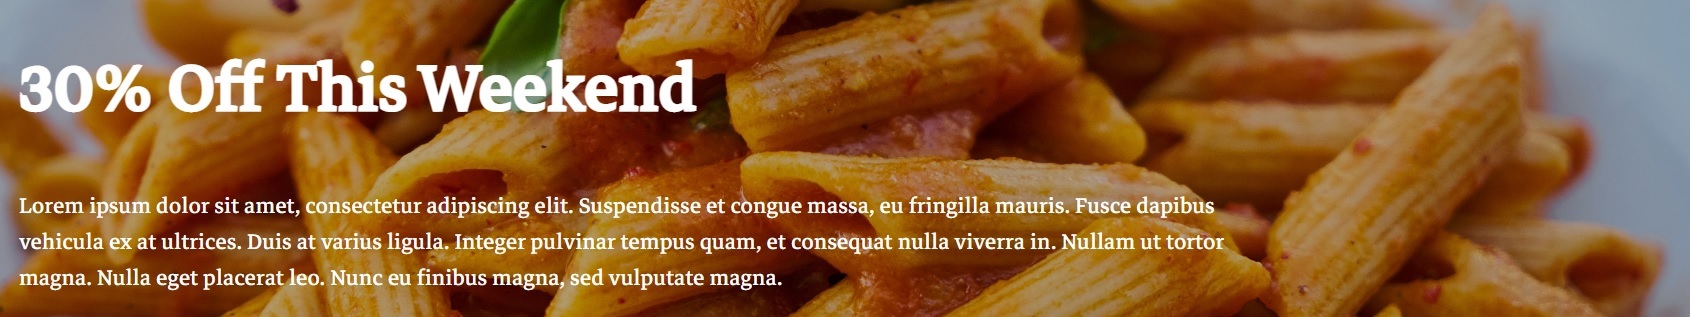 30% Off This Weekend
Lorem ipsum dolor sit amet, consectetur adipiscing elit. Suspendisse et congue massa, eu fringilla mauris. Fusce dapibus
vehicula ex at ultrices. Duis at varius ligula. Integer pulvinar tempus quam, et consequat nulla viverra in. Nullam ut tortor
magna. Nulla eget placerat leo. Nunc eu finibus magna, sed vulputate magna.